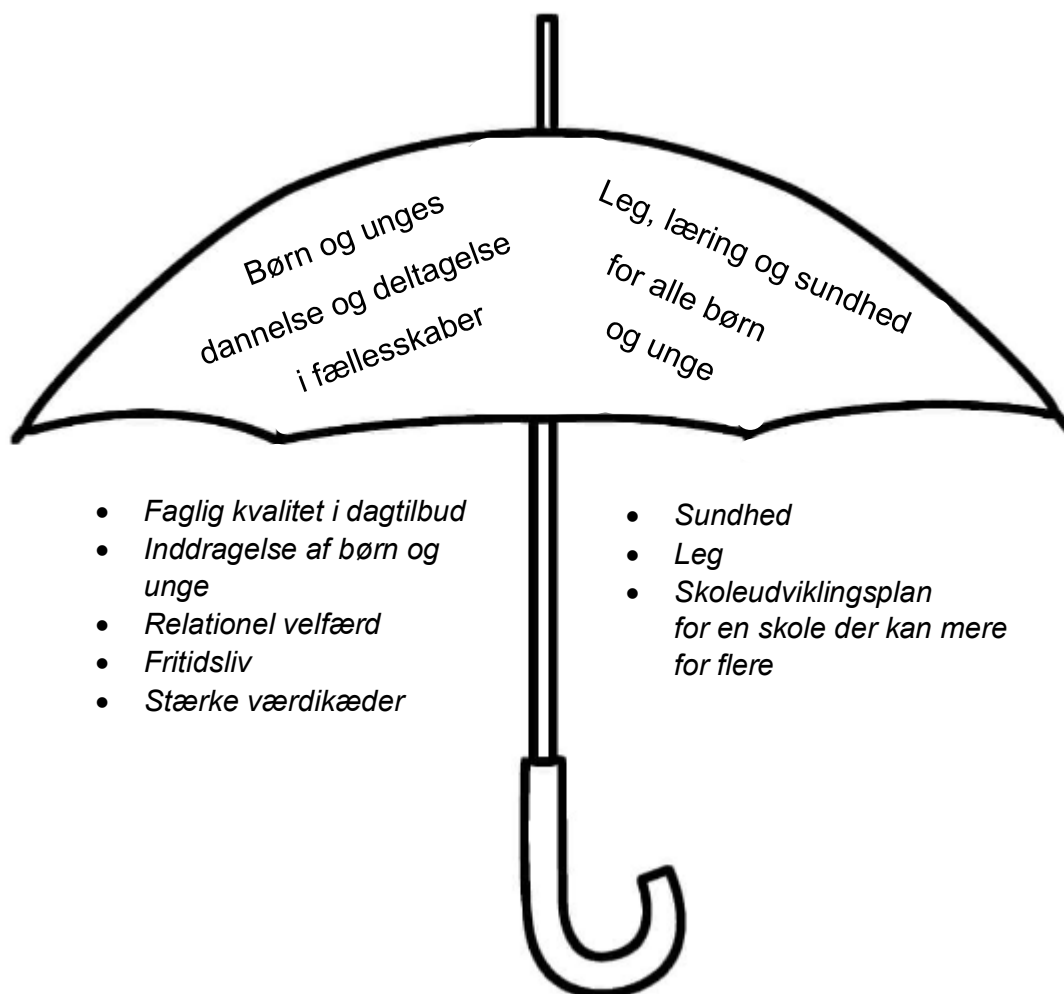 Børn og unges
dannelse og deltagelse
i fællesskaber
Leg, læring og sundhed
for alle børn
og unge
• Faglig kvalitet i dagtilbud
• Inddragelse af børn og
unge
• Relationel velfærd
• Fritidsliv
• Stærke værdikæder
• Sundhed
• Leg
• Skoleudviklingsplan
for en skole der kan mere
for flere